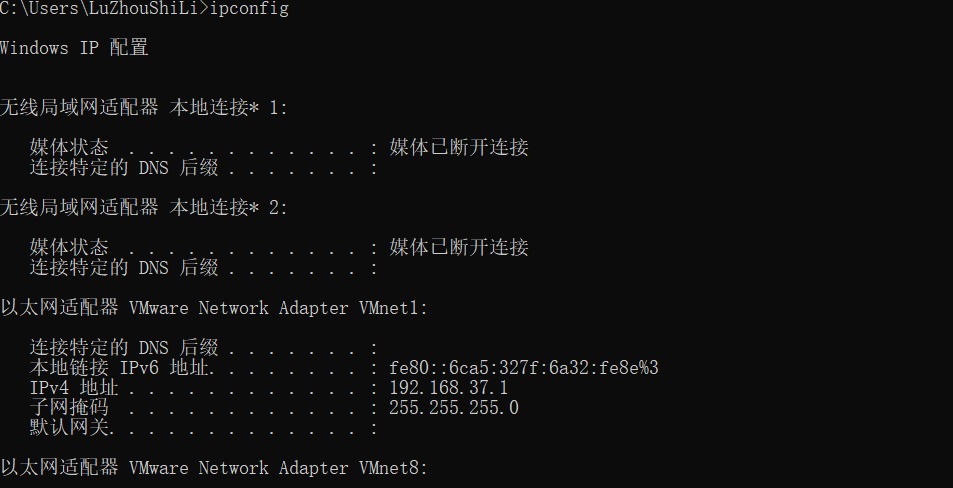 C:\Users\LuZhouShiLi>ipconfig
Windows IP 配置
无线局域网适配器 本地连接* 1:
媒体状态 . . . . . . . . . . . . : 媒体已断开连接
连接特定的 DNS 后缀 . . . . . . . :
无线局域网适配器 本地连接* 2:
媒体状态 . . . . . . . . . . . . : 媒体已断开连接
连接特定的 DNS 后缀 . . . . . . . :
以太网适配器 VMware Network Adapter VMnet1:
连接特定的 DNS 后缀 . . . . . . . :
本地链接 IPv6 地址. . . . . . . . : fe80::6ca5:327f:6a32:fe8e%3
IPv4 地址 . . . . . . . . . . . . : 192.168.37.1
子网掩码 . . . . . . . . . . . . : 255.255.255.0
默认网关. . . . . . . . . . . . . :
以太网适配器 VMware Network Adapter VMnet8: